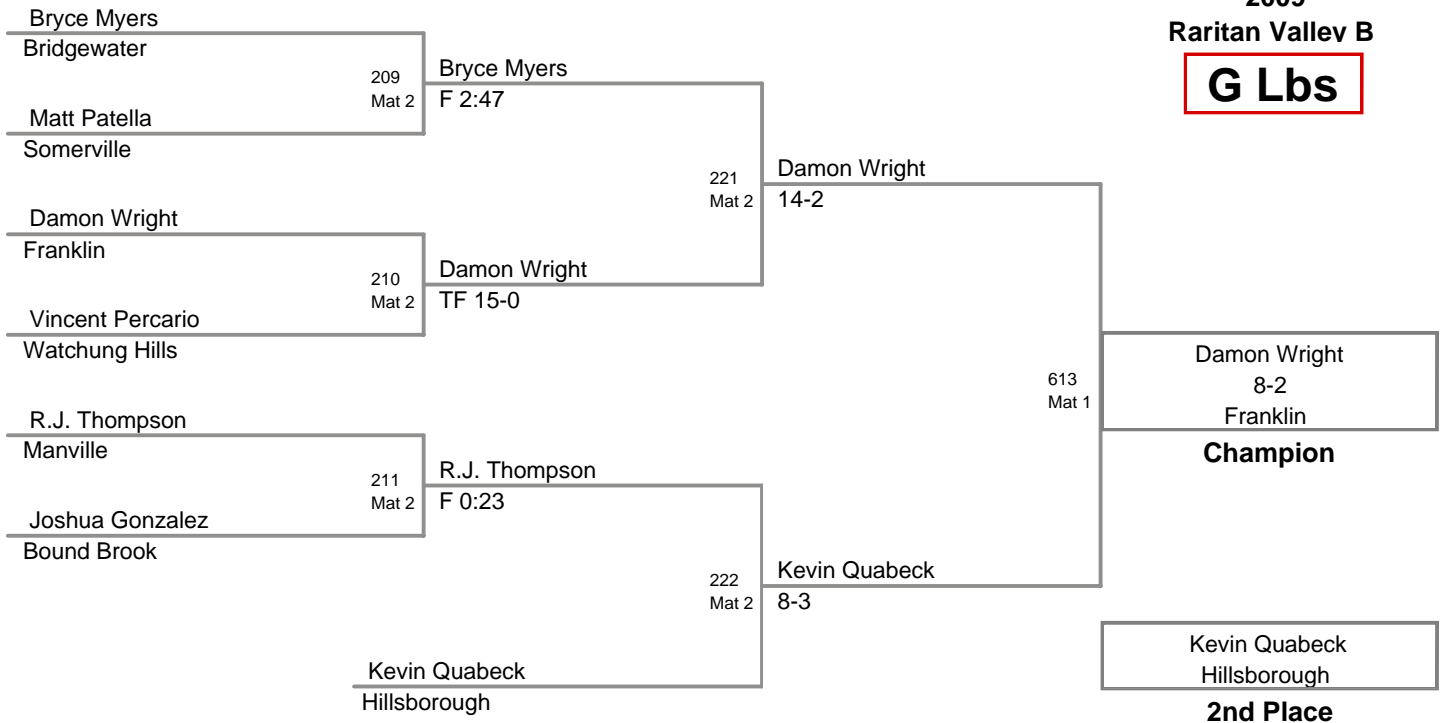 2009
Raritan Valley B
G Lbs
Bryce Myers
Bridgewater
209
Mat 2
Bryce Myers
F 2:47
Matt Patella
Somerville
221
Mat 2
Damon Wright
14-2
Damon Wright
Franklin
210
Mat 2
Damon Wright
TF 15-0
Vincent Percario
Watchung Hills
613
Mat 1
Damon Wright
8-2
Franklin
Champion
R.J. Thompson
Manville
211
Mat 2
R.J. Thompson
F 0:23
Joshua Gonzalez
Bound Brook
222
Mat 2
Kevin Quabeck
8-3
Kevin Quabeck
Hillsborough
Kevin Quabeck
Hillsborough
2nd Place